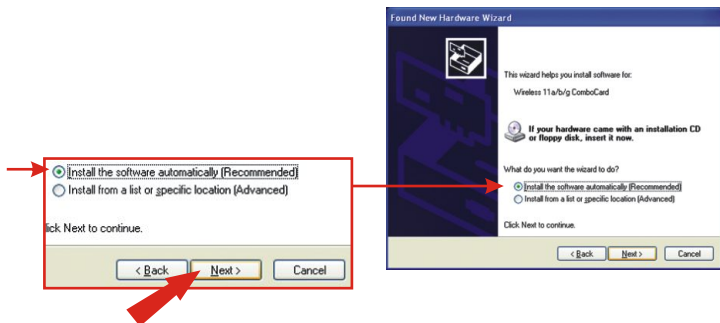 Found New Hardware Wizard
This wizard helps you install software for:
Wireless 11a/b/g ComboCard
If your hardware came with an installation CD
or floppy disk, insert it now.
What do you want the wizard to do?
Install the software automatically (Recommended)
Install from a list or specific location (Advanced)
Click Next to continue.
< Back
Next >
Cancel
Install the software automatically (Recommended)
Install from a list or specific location (Advanced)
lick Next to continue.
< Back
Next >
Cancel